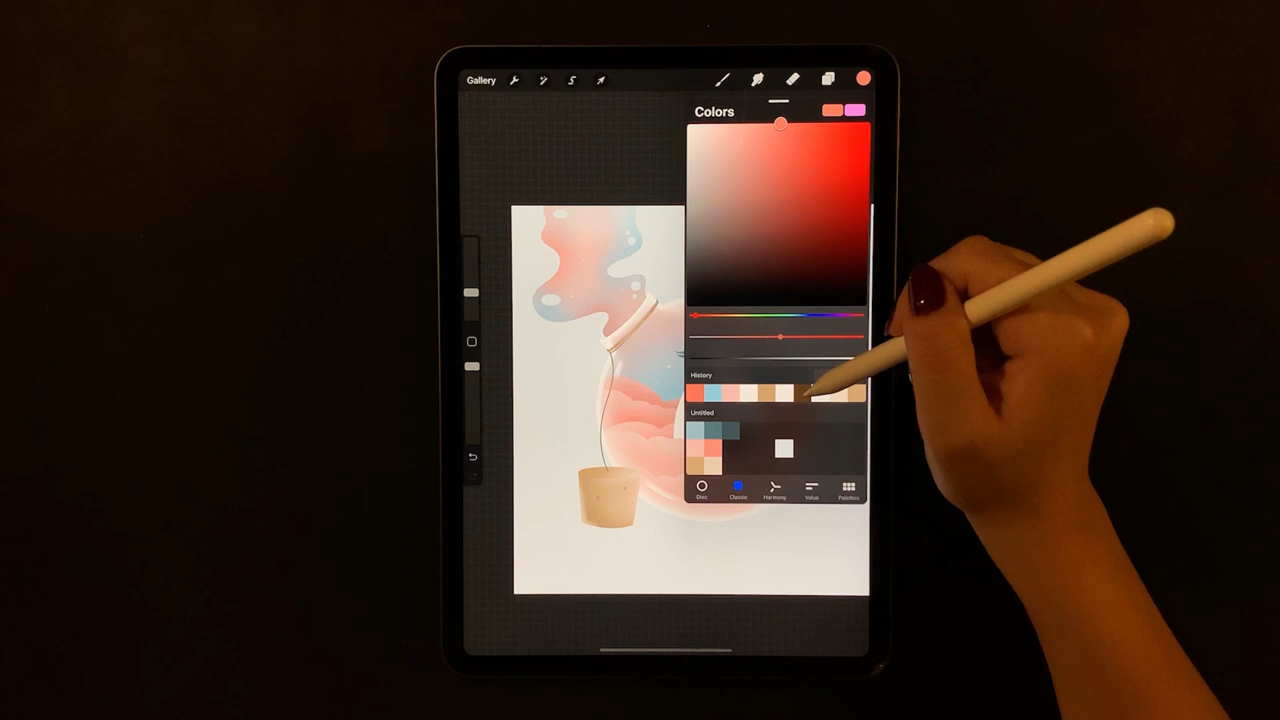 Gallery
Colors
History
Untitled
Disc
Classic
Harmony
Value
Palettes